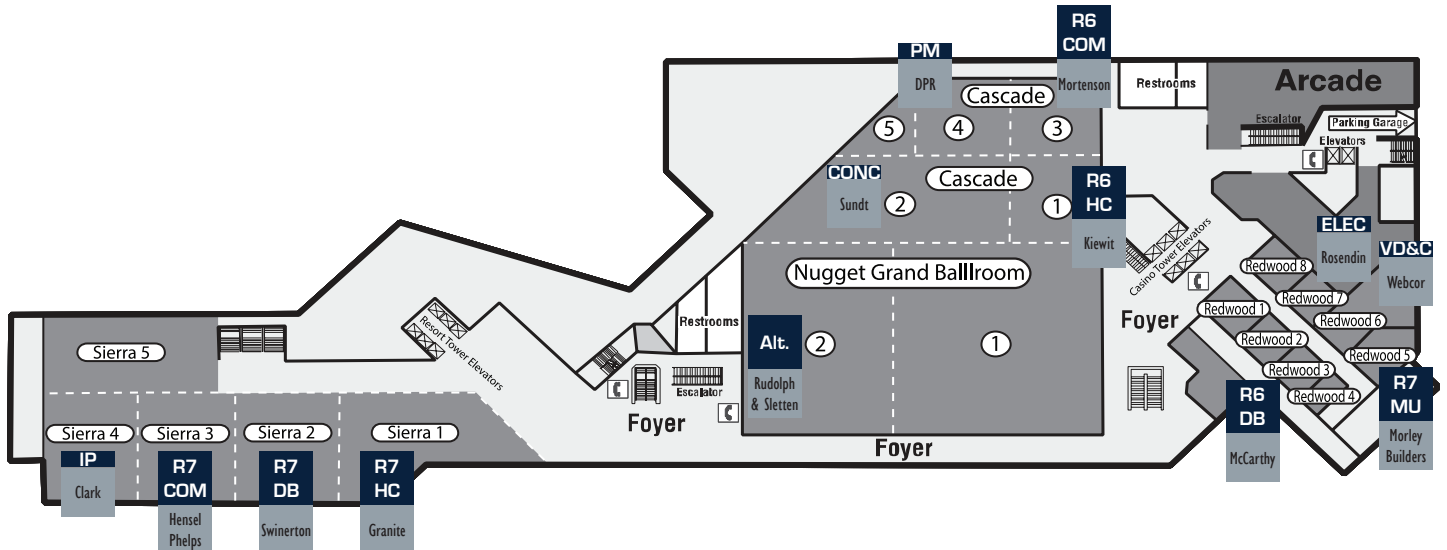 R6
COM
Mortenson
PM
DPR
Restrooms
Arcade
Cascade
5
4
3
Escalator
Parking Garage
Elevators
CONC
Sundt
Cascade
2
1
R6
HC
Kiewit
Casino Tower Elevators
ELEC
Rosendin
VD&C
Webcor
Redwood 8
Redwood 7
Redwood 6
Redwood 5
Redwood 1
Redwood 2
Redwood 3
Redwood 4
Nugget Grand Balllroom
Foyer
Restrooms
Alt.
Rudolph
& Sletten
2
1
Resort Tower Elevators
Sierra 5
Escalator
Foyer
Foyer
R6
DB
McCarthy
R7
MU
Morley
Builders
Sierra 4
Sierra 3
Sierra 2
Sierra 1
IP
Clark
R7
COM
Hensel
Phelps
R7
DB
Swinerton
R7
HC
Granite